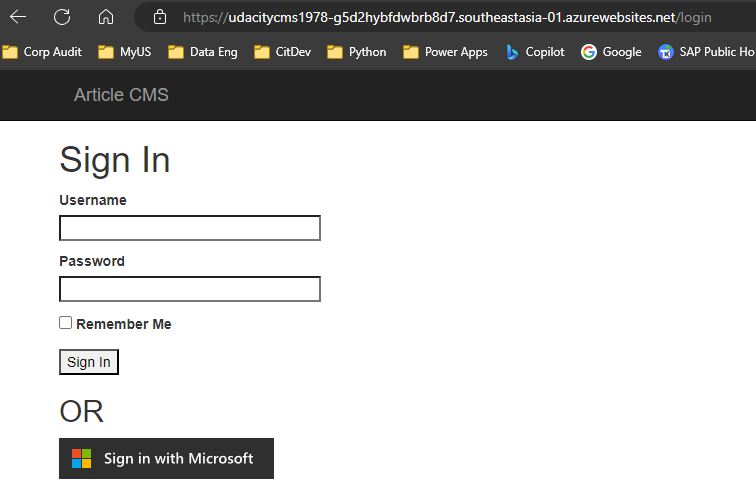 https://udacitycms1978-g5d2hybfdwbrb8d7.southeastasia-01.azurewebsites.net/login
Corp Audit MyUS Data Eng CitDev Python Power Apps Copilot Google SAP Public Ho
Article CMS
Sign In
Username
Password
Remember Me
Sign In
OR
Sign in with Microsoft